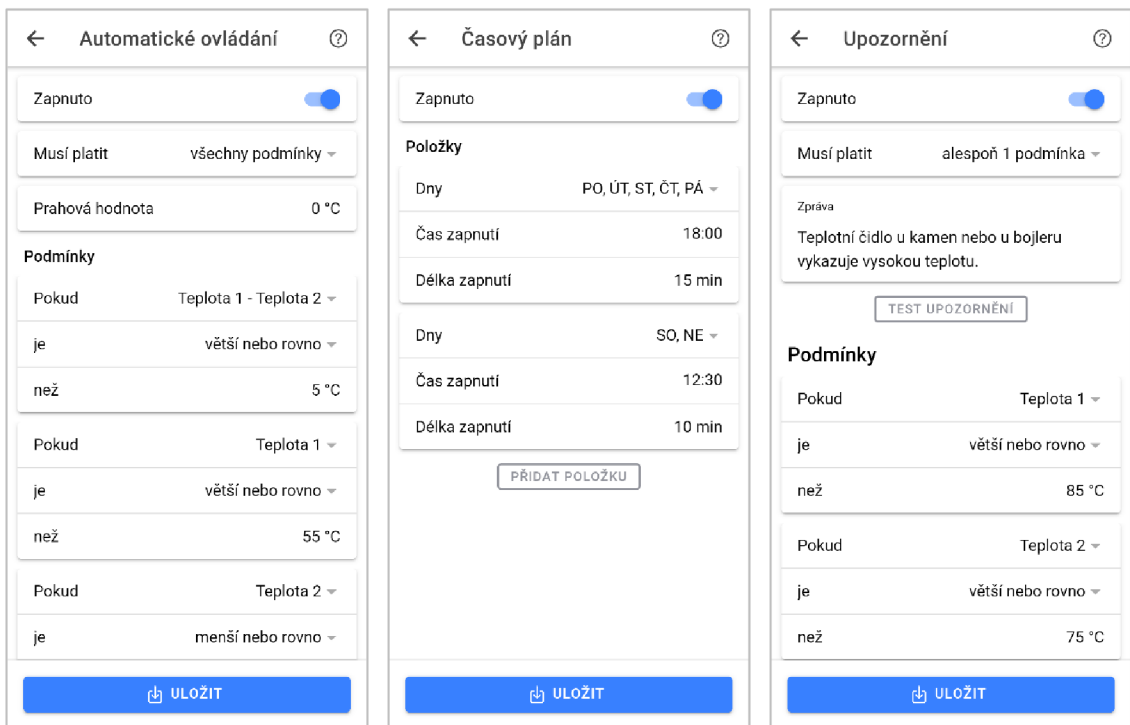 Automatické ovládání
Zapnuto
Musí platit všechny podmínky
Prahová hodnota 0 °C
Podmínky
Pokud Teplota 1 - Teplota 2
je větší nebo rovno
než 5 °C
Pokud Teplota 1
je větší nebo rovno
než 55 °C
Pokud Teplota 2
je menší nebo rovno
ULOŽIT
Časový plán
Zapnuto
Položky
Dny PO, ÚT, ST, ČT, PÁ
Čas zapnutí 18:00
Délka zapnutí 15 min
Dny SO, NE
Čas zapnutí 12:30
Délka zapnutí 10 min
PŘIDAT POLOŽKU
ULOŽIT
Upozornění
Zapnuto
Musí platit alespoň 1 podmínka
Zpráva
Teplotní čidlo u kamen nebo u bojleru
vykazuje vysokou teplotu.
TEST UPOZORNĚNÍ
Podmínky
Pokud Teplota 1
je větší nebo rovno
než 85 °C
Pokud Teplota 2
je větší nebo rovno
než 75 °C
ULOŽIT